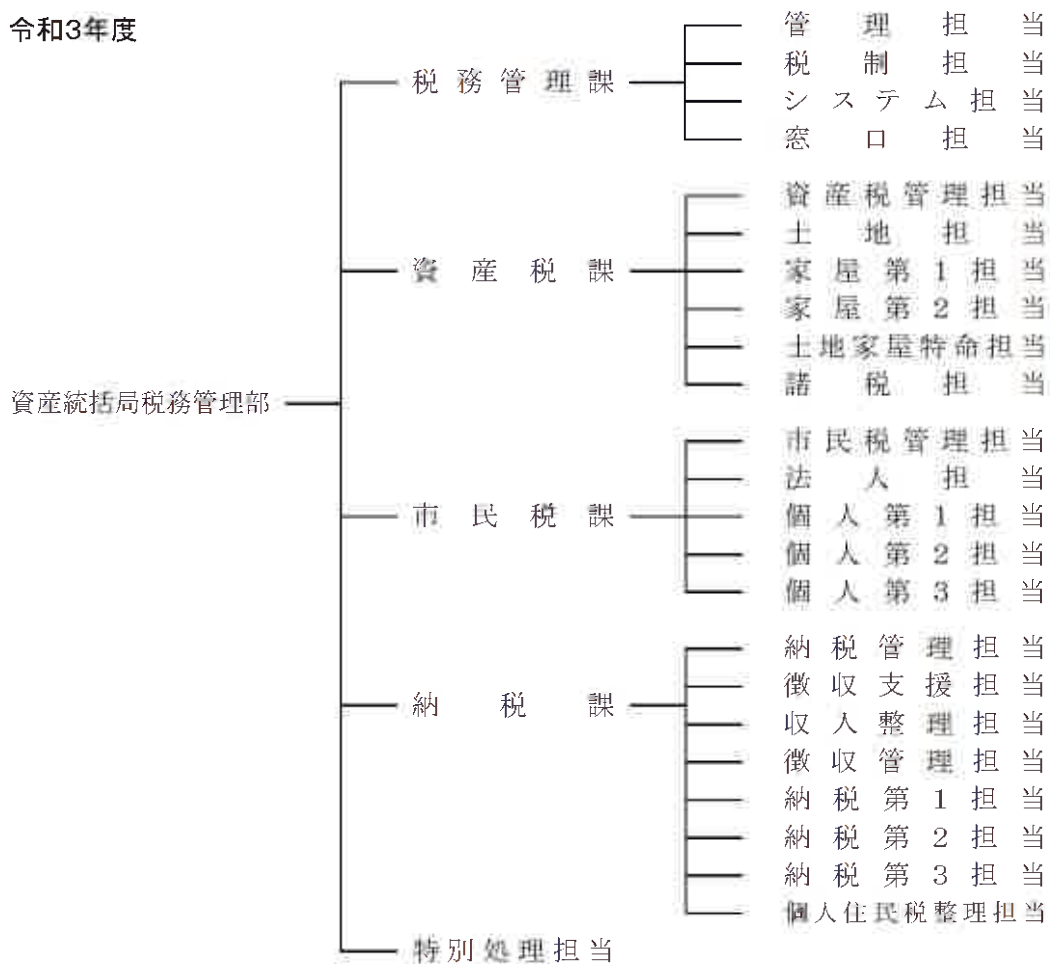 令和3年度
資産統括局税務管理部
税務管理課
管理担当
税制担当
システム担当
窓口担当
資産税課
資産税管理担当
土地担当
家屋第1担当
家屋第2担当
土地家屋特命担当
諸税担当
市民税課
市民税管理担当
法人担当
個人第1担当
個人第2担当
個人第3担当
納税課
納税管理担当
徴収支援担当
収入整理担当
徴収管理担当
納税第1担当
納税第2担当
納税第3担当
個人住民税整理担当
特別処理担当